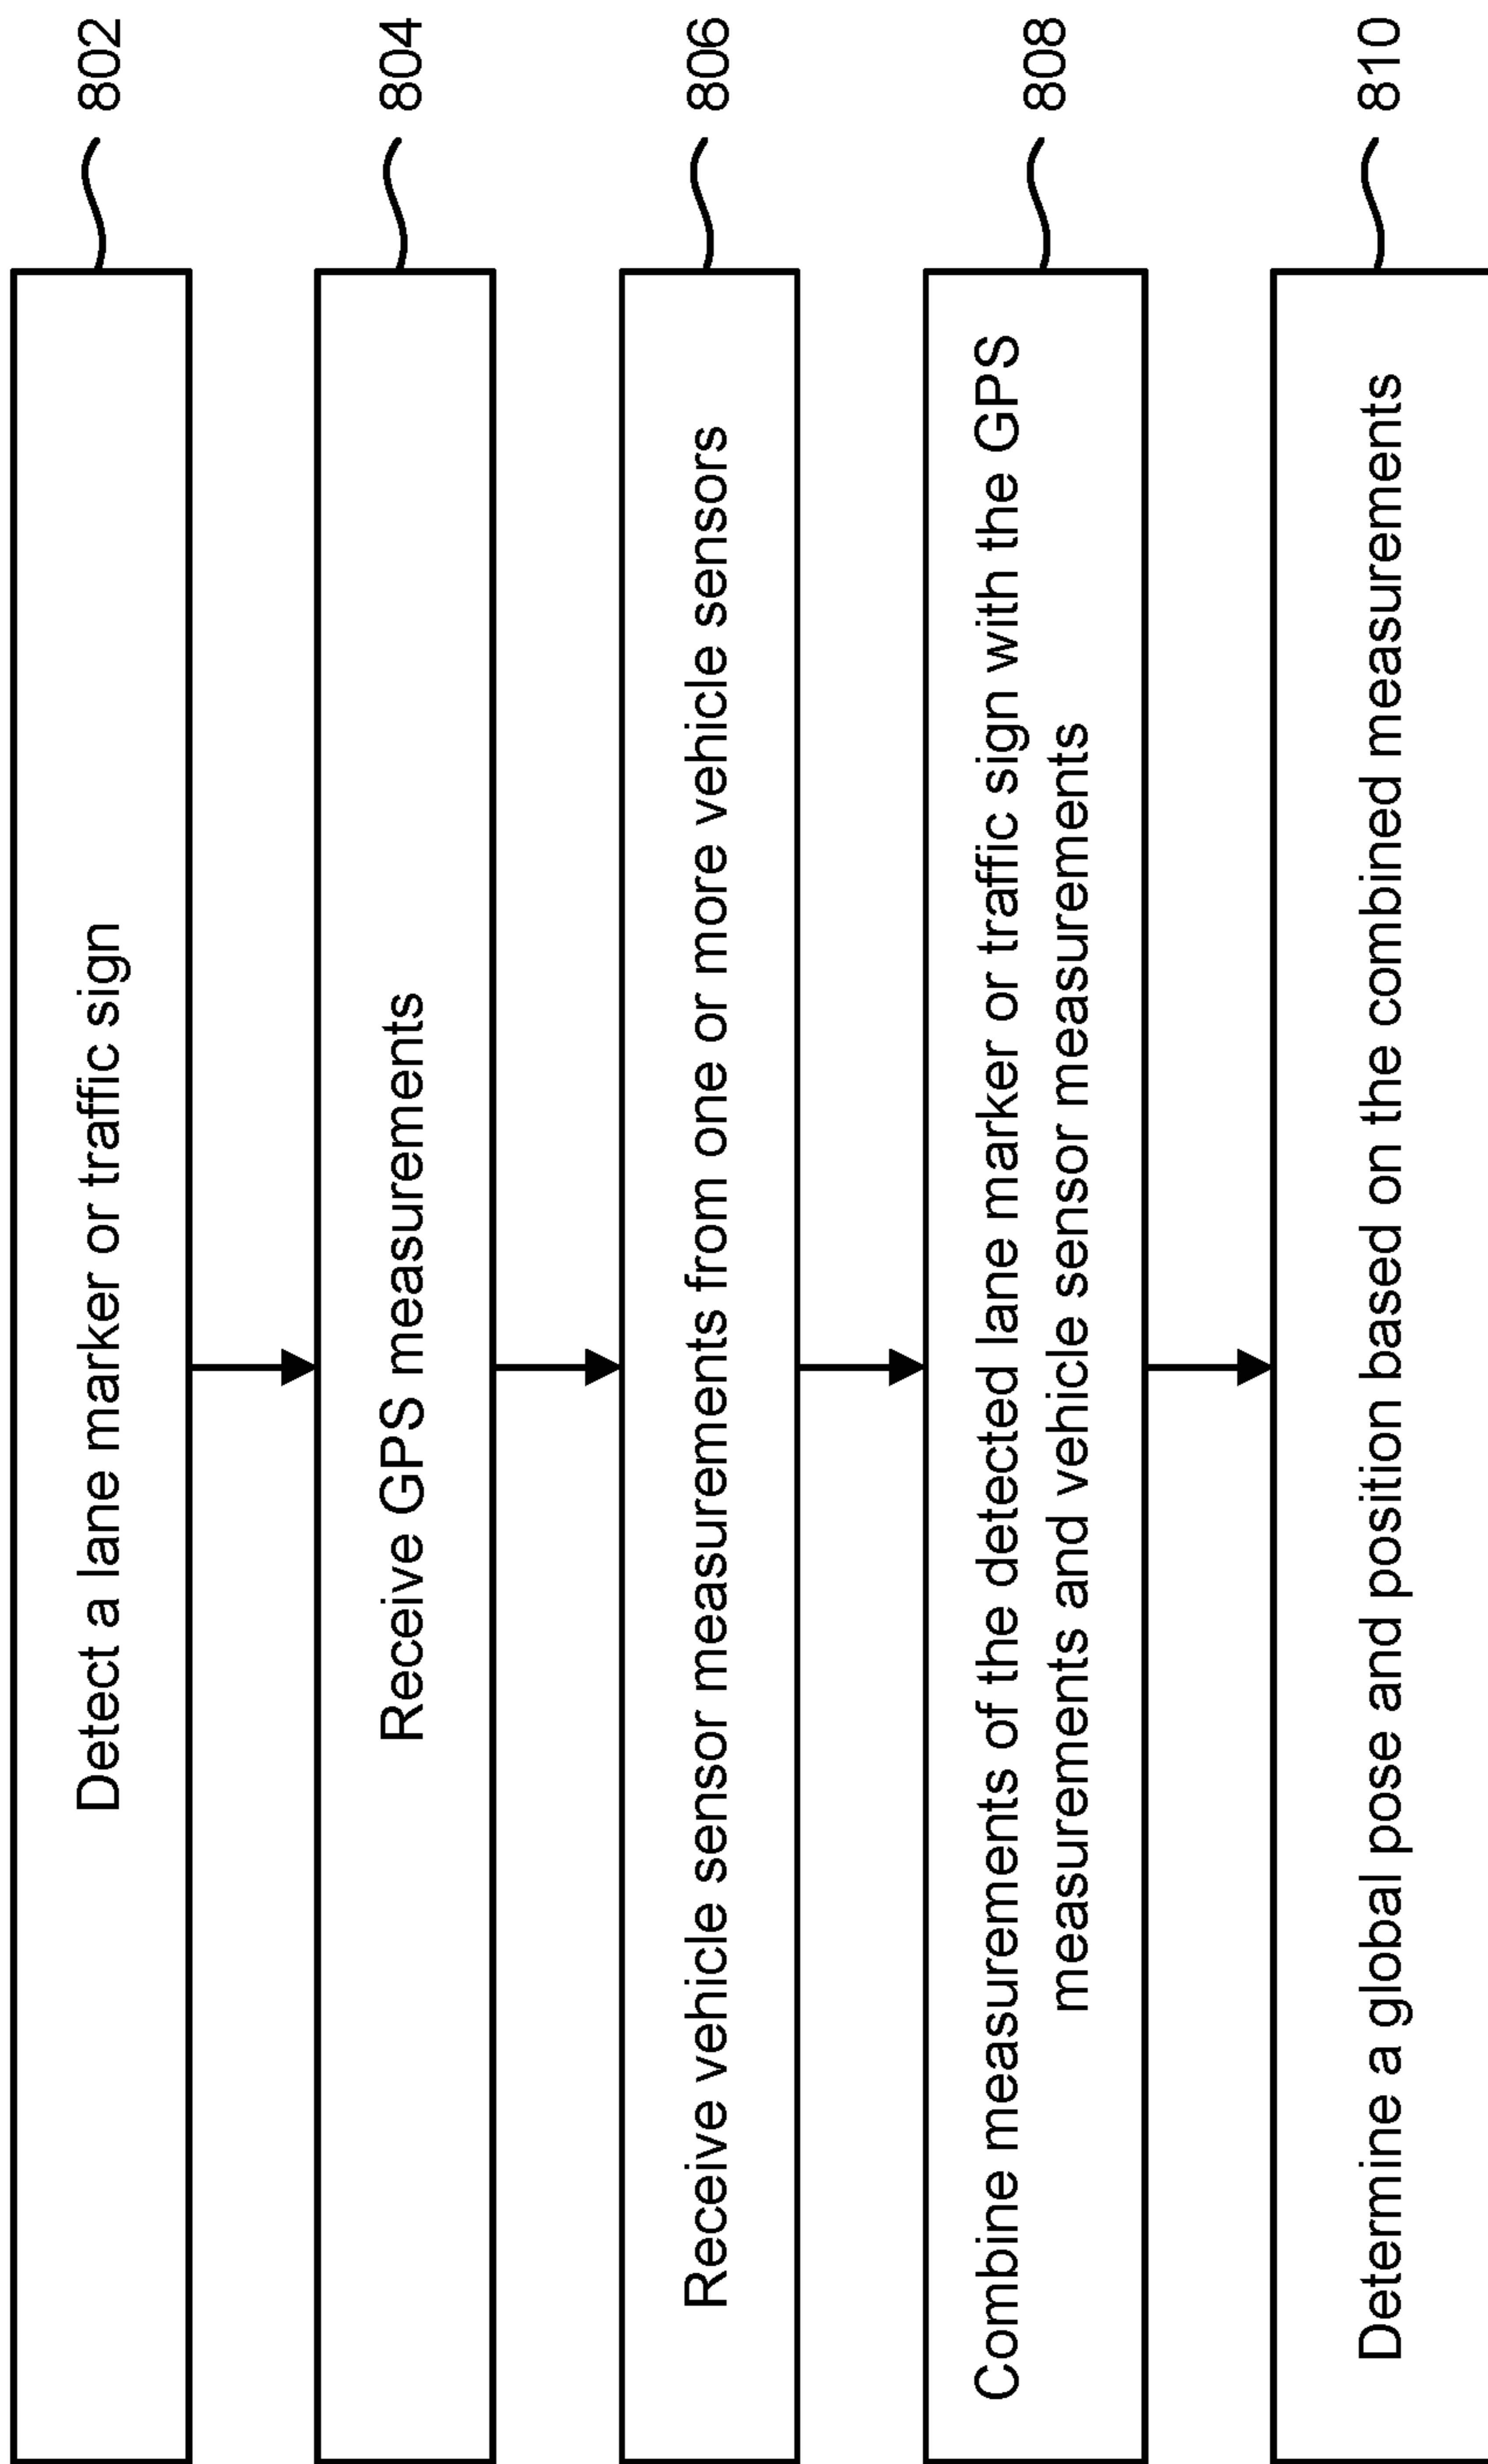 Detect a lane marker or traffic sign
802
Receive GPS measurements
804
Receive vehicle sensor measurements from one or more vehicle sensors
806
Combine measurements of the detected lane marker or traffic sign with the GPS
measurements and vehicle sensor measurements
808
Determine a global pose and position based on the combined measurements
810